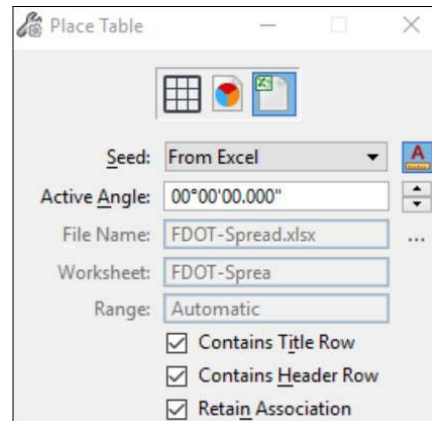 Place Table
Seed: From Excel A
Active Angle: 00°00'00.000"
File Name: FDOT-Spread.xlsx ...
Worksheet: FDOT-Sprea
Range: Automatic
Contains Title Row
Contains Header Row
Retain Association